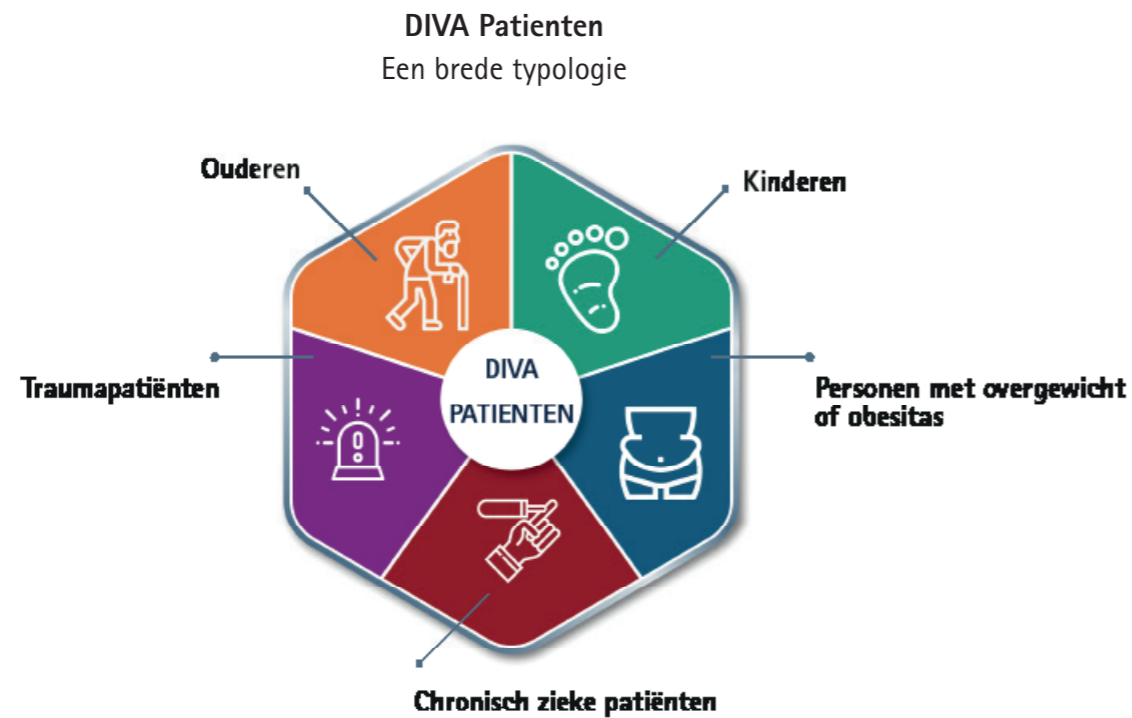 DIVA Patienten
Een brede typologie
Ouderen
Kinderen
DIVA
PATIENTEN
Traumapatiënten
Personen met overgewicht
of obesitas
Chronisch zieke patiënten